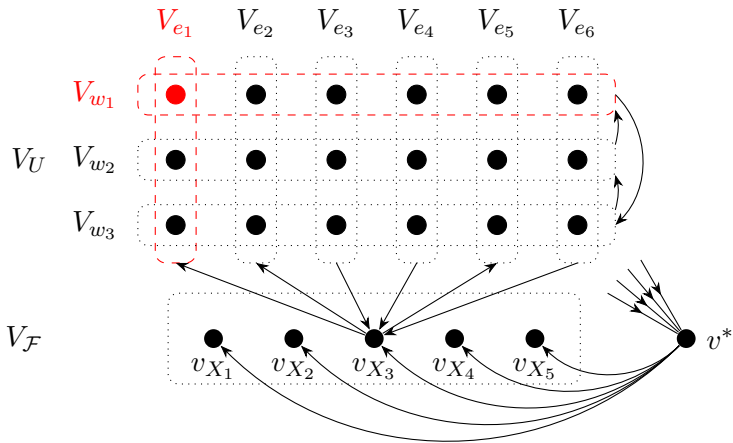 V_{e_1} V_{e_2} V_{e_3} V_{e_4} V_{e_5} V_{e_6}
V_{w_1}
V_U V_{w_2}
V_{w_3}
V_{\mathcal{F}} v^*
v_{X_1} v_{X_2} v_{X_3} v_{X_4} v_{X_5}